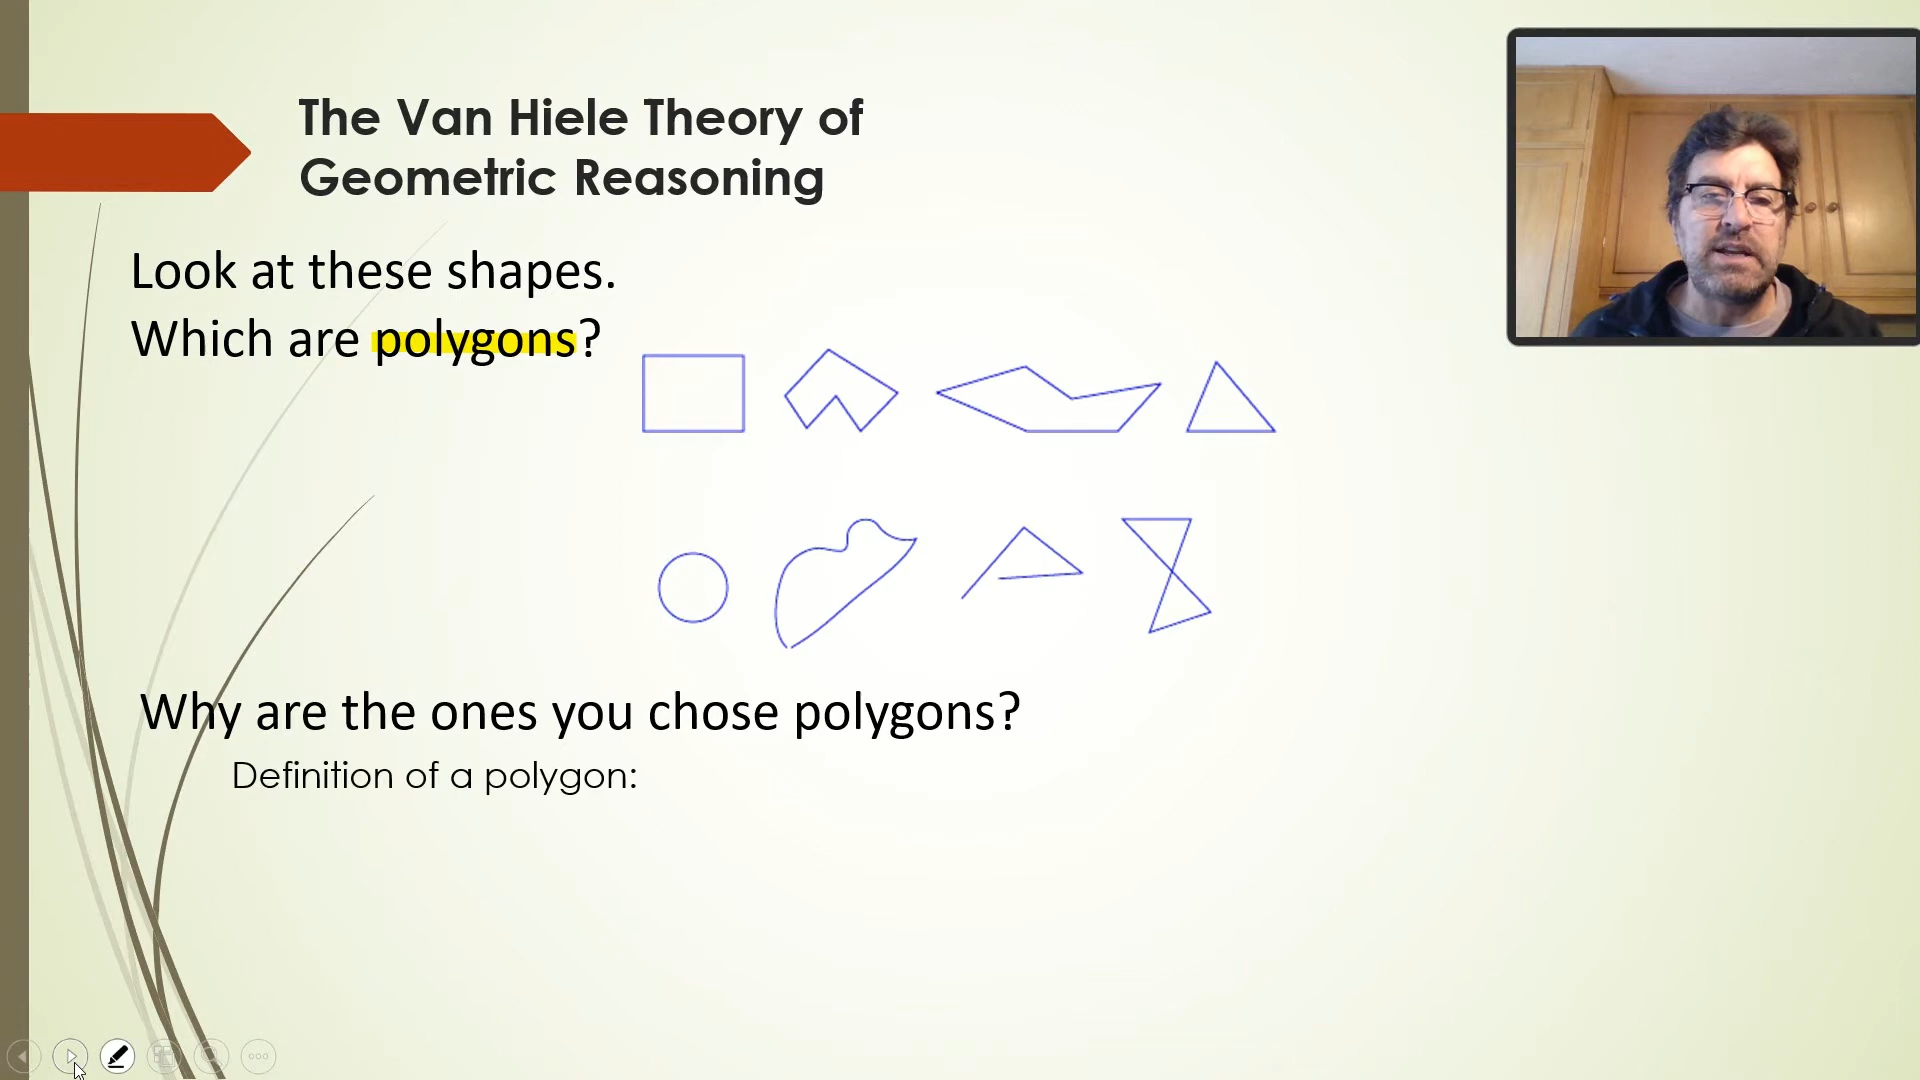 The Van Hiele Theory of
Geometric Reasoning
Look at these shapes.
Which are polygons?
Why are the ones you chose polygons?
Definition of a polygon: